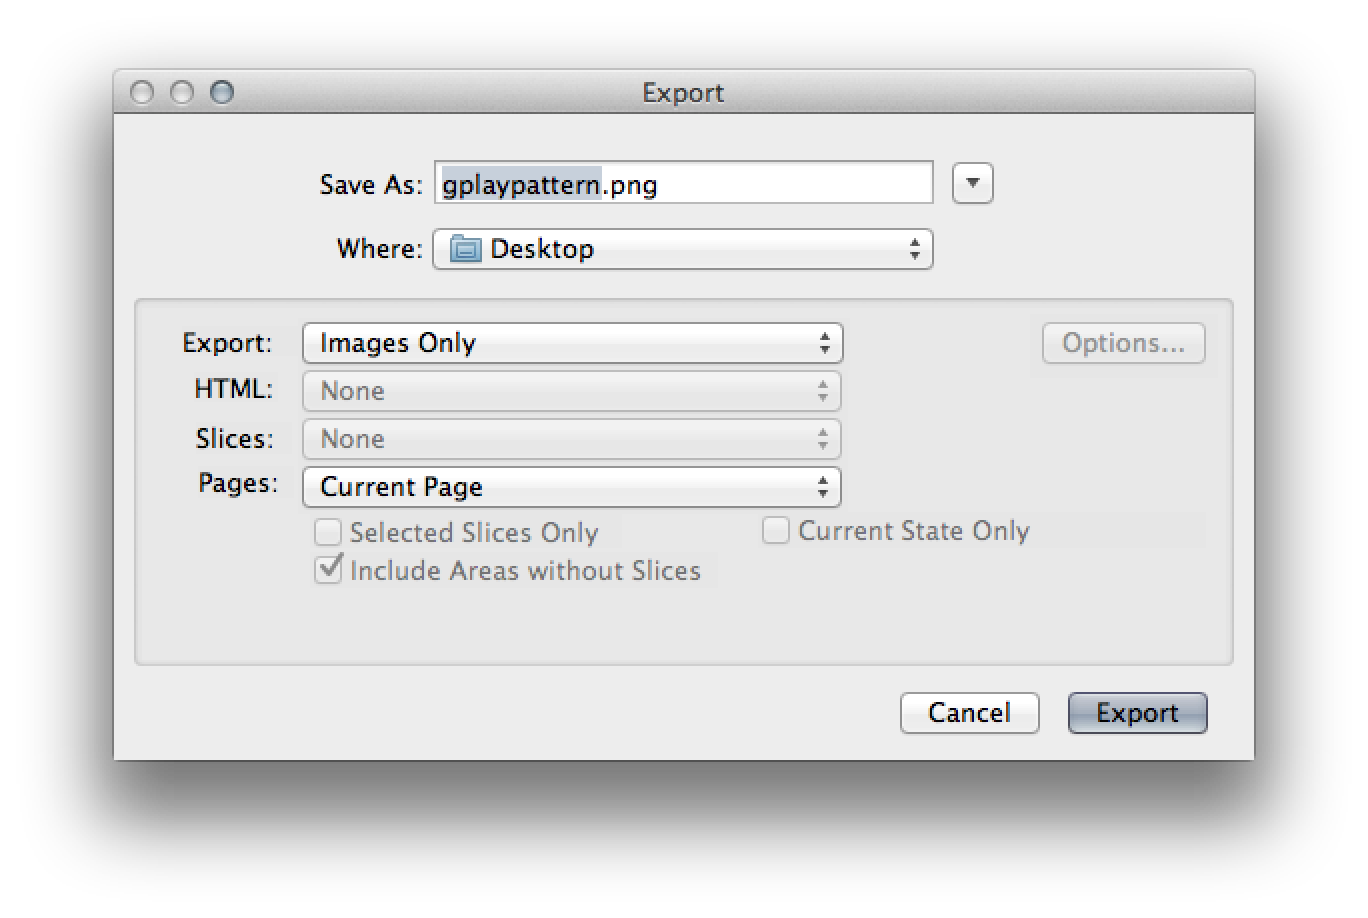 Export
Save As: gplaypattern.png
Where: Desktop
Export: Images Only Options...
HTML: None
Slices: None
Pages: Current Page
Selected Slices Only Current State Only
Include Areas without Slices
Cancel Export